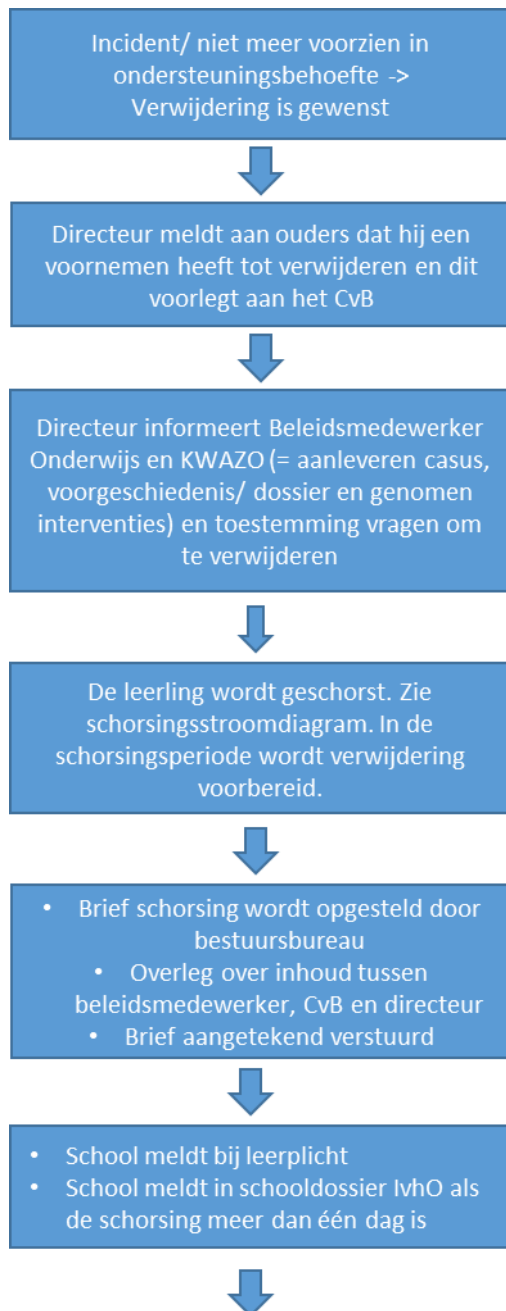 Incident/ niet meer voorzien in
ondersteuningsbehoefte ->
Verwijdering is gewenst
Directeur meldt aan ouders dat hij een
voornemen heeft tot verwijderen en dit
voorlegt aan het CvB
Directeur informeert Beleidsmedewerker
Onderwijs en KWAZO (= aanleveren casus,
voorgeschiedenis/ dossier en genomen
interventies) en toestemming vragen om
te verwijderen
De leerling wordt geschorst. Zie
schorsingsstroomdiagram. In de
schorsingsperiode wordt verwijdering
voorbereid.
• Brief schorsing wordt opgesteld door
bestuursbureau
• Overleg over inhoud tussen
beleidsmedewerker, CvB en directeur
• Brief aangetekend verstuurd
• School meldt bij leerplicht
• School meldt in schooldossier IvhO als
de schorsing meer dan één dag is